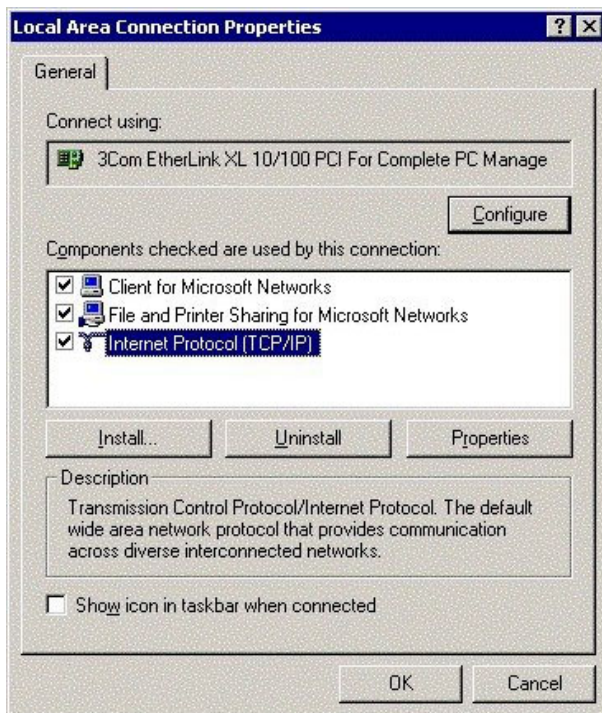 Local Area Connection Properties
General
Connect using:
3Com EtherLink XL 10/100 PCI For Complete PC Manage
Configure
Components checked are used by this connection:
Client for Microsoft Networks
File and Printer Sharing for Microsoft Networks
Internet Protocol (TCP/IP)
Install... Uninstall Properties
Description
Transmission Control Protocol/Internet Protocol. The default
wide area network protocol that provides communication
across diverse interconnected networks.
Show icon in taskbar when connected
OK Cancel